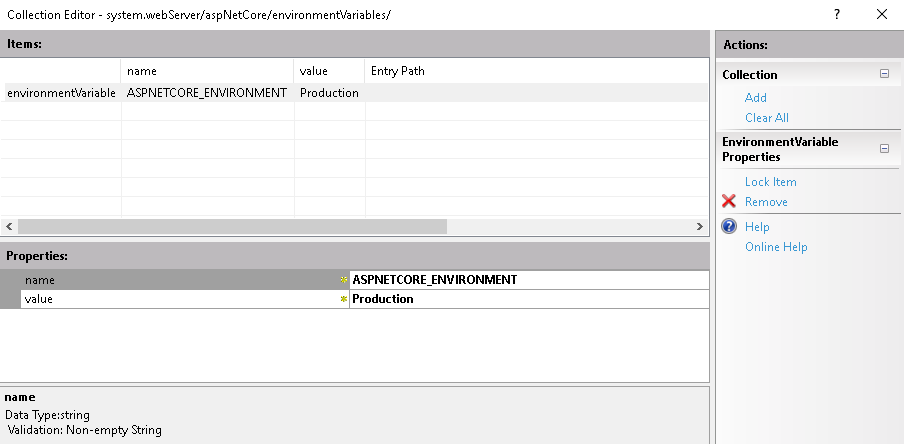 Collection Editor - system.webServer/aspNetCore/environmentVariables/
?
Items:
name value Entry Path
environmentVariable ASPNETCORE_ENVIRONMENT Production
Properties:
name ASPNETCORE_ENVIRONMENT
value Production
name
Data Type:string
Validation: Non-empty String
Actions:
Collection
Add
Clear All
EnvironmentVariable
Properties
Lock Item
Remove
? Help
Online Help